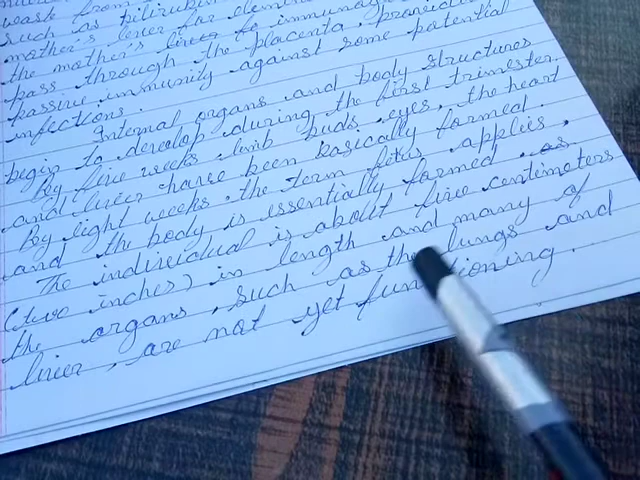 waste from
such as bilirubin
mother's liver for
the mother's liver to immuno
pass through the placenta, providing
passive immunity against some potential
infections
Internal organs and body structures
begin to develop during the first trimester.
By five weeks, limb buds, eyes, the heart
and liver have been basically formed.
By eight weeks, the term fetus applies,
and the body is essentially formed, as
The individual is about five centimeters
(two inches) in length and many of
the organs, such as the lungs and
liver, are not yet functioning.